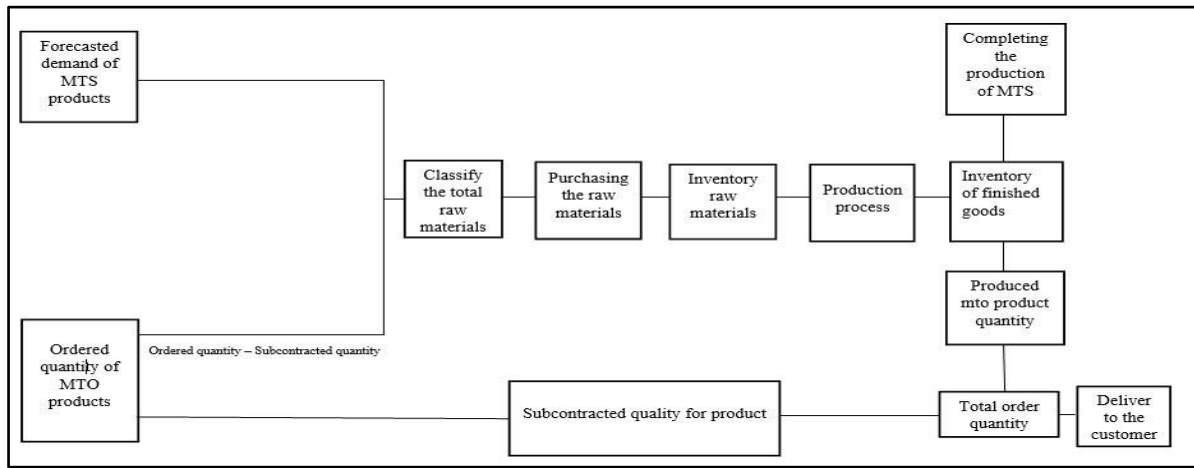 Forecasted
demand of
MTS
products
Completing
the
production
of MTS
Classify
the total
raw
materials
Purchasing
the raw
materials
Inventory
raw
materials
Production
process
Inventory
of finished
goods
Produced
mto product
quantity
Ordered
quantity of
MTO
products
Ordered quantity – Subcontracted quantity
Subcontracted quality for product
Total order
quantity
Deliver
to the
customer